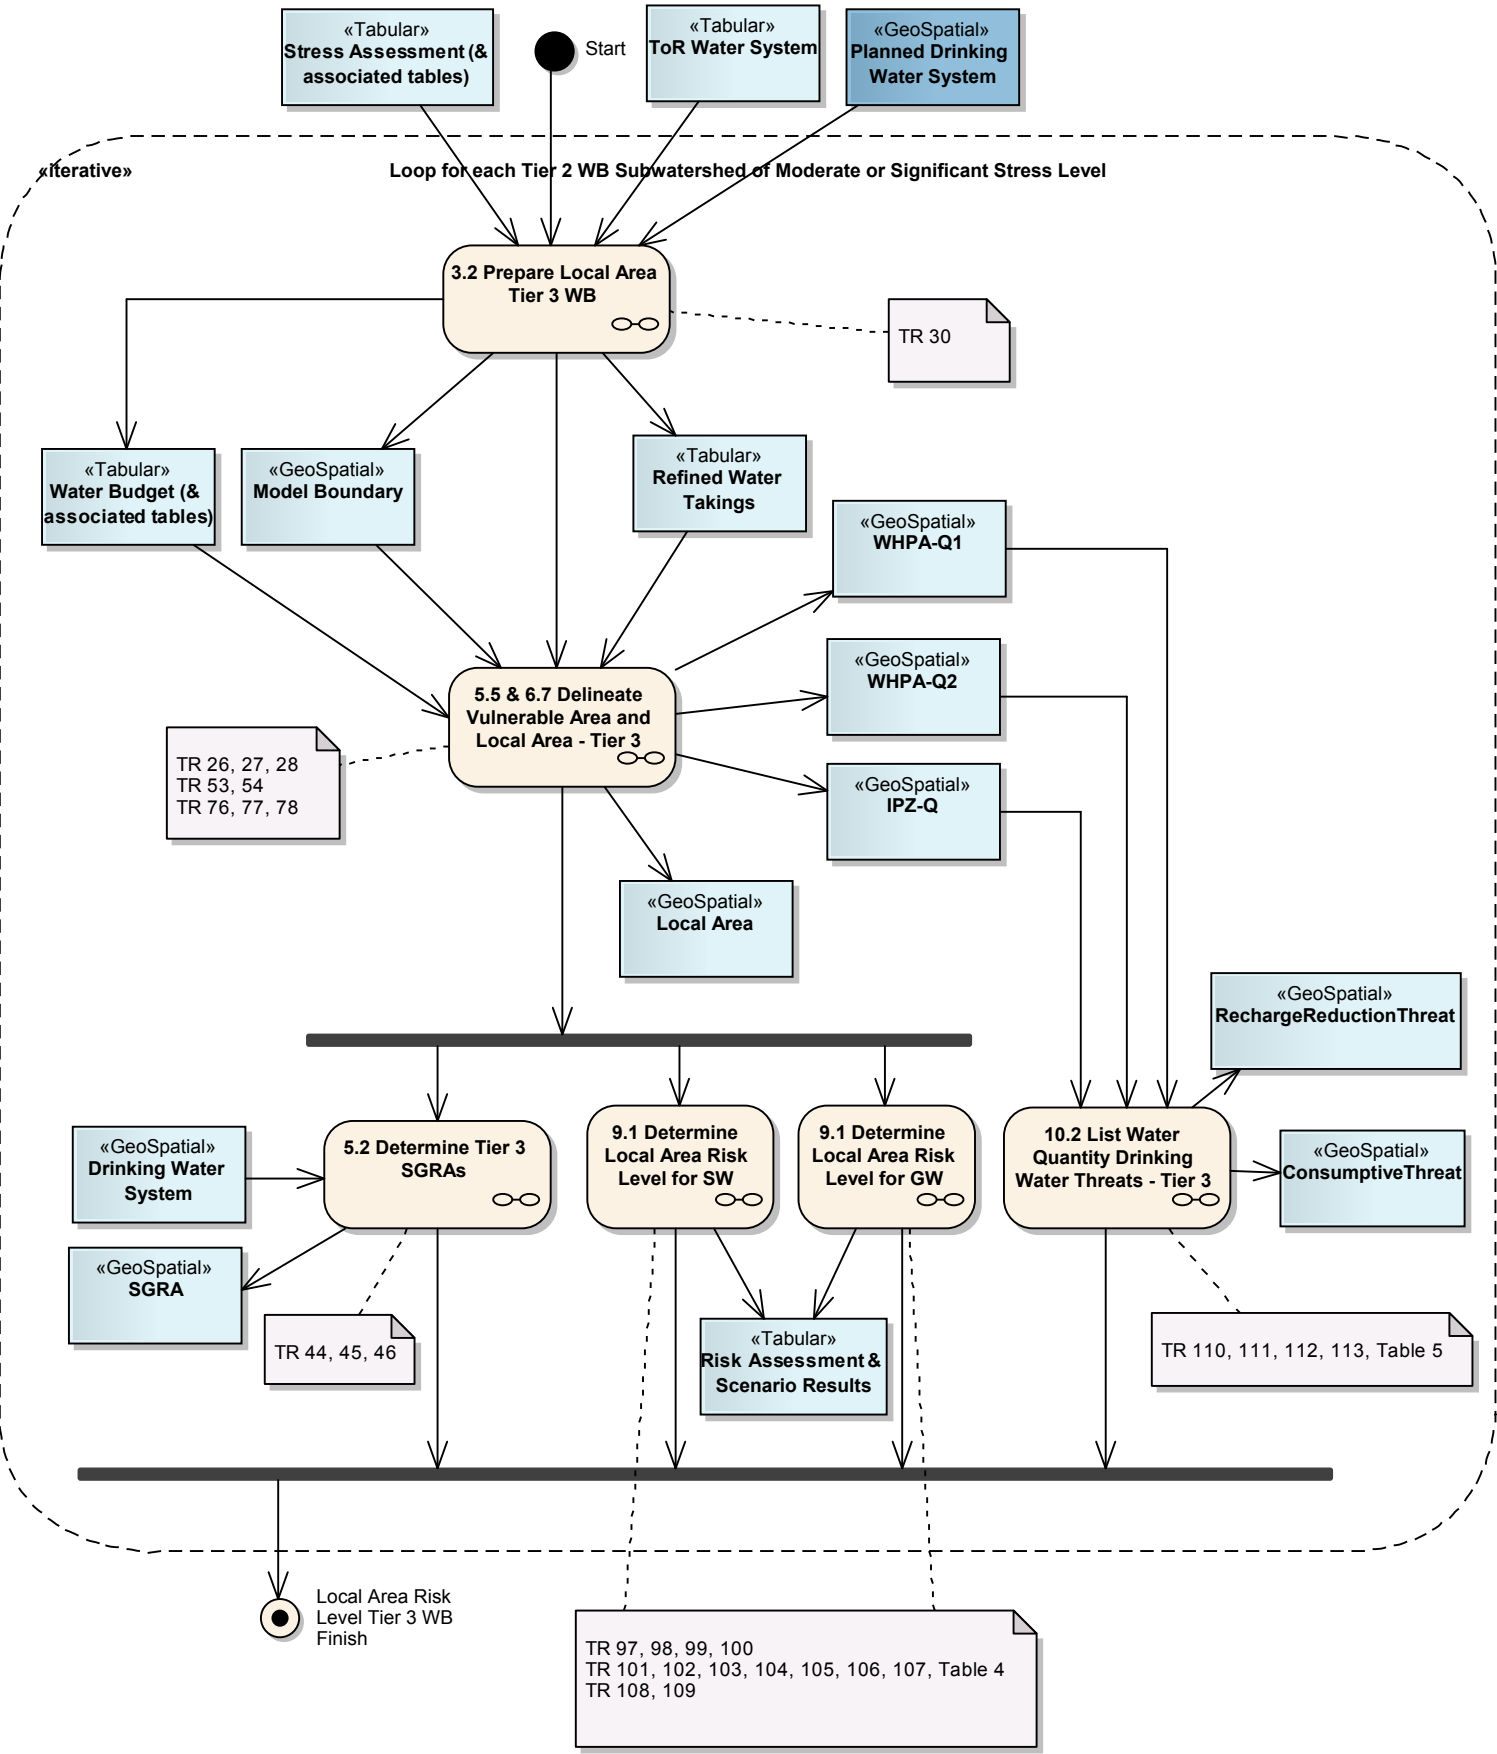 «Tabular»
Stress Assessment (&
associated tables)
Start
«Tabular»
ToR Water System
«GeoSpatial»
Planned Drinking
Water System
«iterative»
Loop for each Tier 2 WB Subwatershed of Moderate or Significant Stress Level
3.2 Prepare Local Area
Tier 3 WB
TR 30
«Tabular»
Water Budget (&
associated tables)
«GeoSpatial»
Model Boundary
«Tabular»
Refined Water
Takings
«GeoSpatial»
WHPA-Q1
«GeoSpatial»
WHPA-Q2
5.5 & 6.7 Delineate
Vulnerable Area and
Local Area - Tier 3
TR 26, 27, 28
TR 53, 54
TR 76, 77, 78
«GeoSpatial»
IPZ-Q
«GeoSpatial»
Local Area
«GeoSpatial»
RechargeReductionThreat
«GeoSpatial»
Drinking Water
System
5.2 Determine Tier 3
SGRAs
9.1 Determine
Local Area Risk
Level for SW
9.1 Determine
Local Area Risk
Level for GW
10.2 List Water
Quantity Drinking
Water Threats - Tier 3
«GeoSpatial»
ConsumptiveThreat
«GeoSpatial»
SGRA
TR 44, 45, 46
«Tabular»
Risk Assessment &
Scenario Results
TR 110, 111, 112, 113, Table 5
Local Area Risk
Level Tier 3 WB
Finish
TR 97, 98, 99, 100
TR 101, 102, 103, 104, 105, 106, 107, Table 4
TR 108, 109